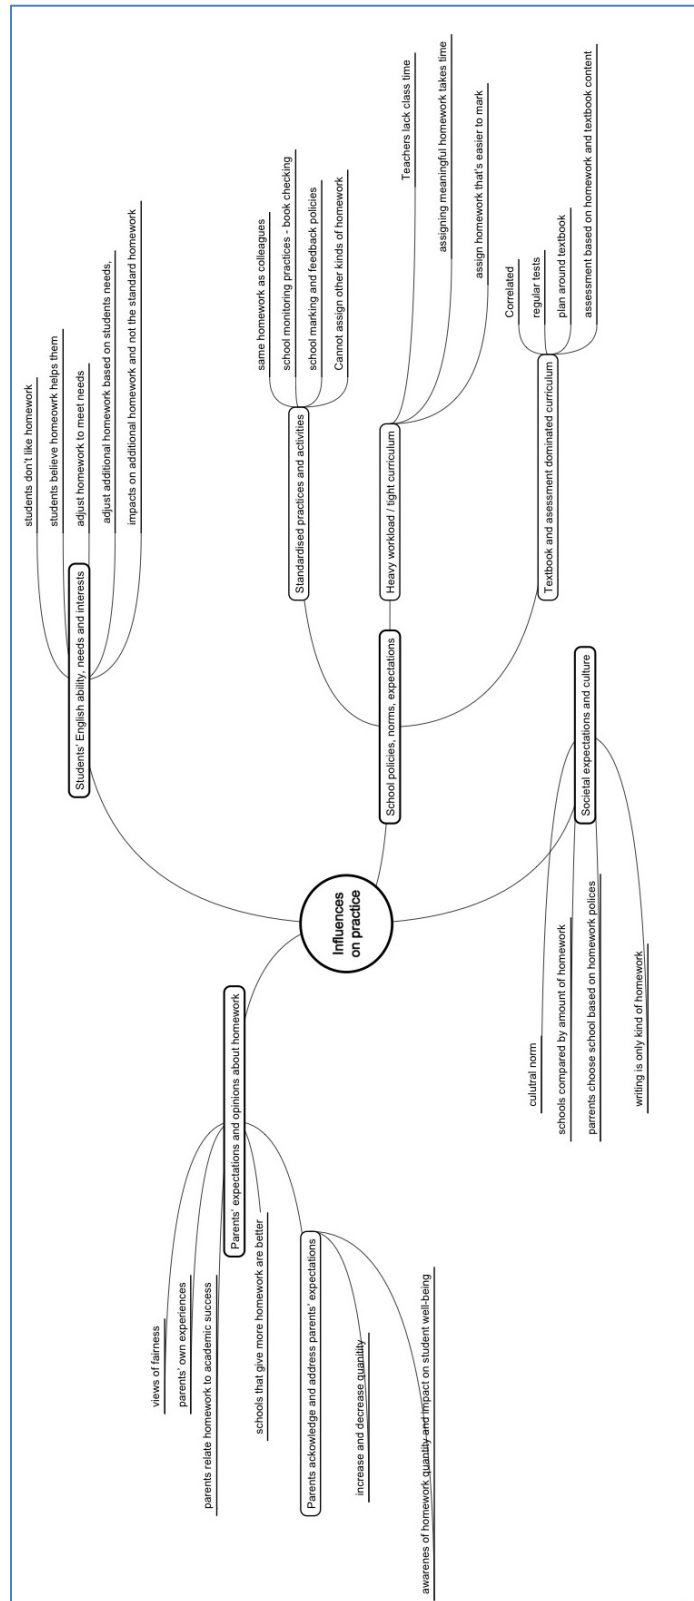 Influences
on practice
Parents' expectations and opinions about homework
views of fairness
parents' own experiences
parents relate homework to academic success
schools that give more homework are better
Parents ackowledge and address parents' expectations
increase and decrease quanitity
awarenes of homework quantity and impact on student well-being
Students' English ability, needs and interests
students don't like homework
students believe homeowrk helps them
adjust homework to meet needs
adjust additional homework based on students needs,
impacts on additional homework and not the standard homework
School policies, norms, expectations
Standardised practices and activities
same homework as colleagues
school monitoring practices - book checking
school marking and feedback policies
Cannot assign other kinds of homework
Heavy workload / tight curriculum
Teachers lack class time
assigning meaningful homework takes time
assign homework that's easier to mark
Textbook and asessment dominated curriculum
Correlated
regular tests
plan around textbook
assessment based on homework and textbook content
Societal expectations and culture
culutral norm
schools compared by amount of homework
parrents choose school based on homework polices
writing is only kind of homework